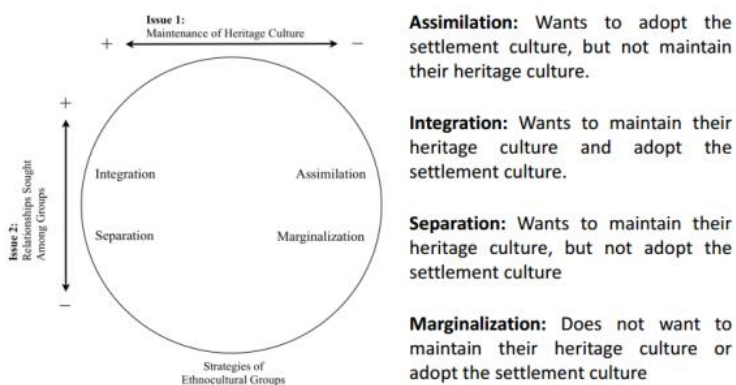 Issue 1:
Maintenance of Heritage Culture
+ −
+
Issue 2:
Relationships Sought
Among Groups
−
Integration Assimilation
Separation Marginalization
Strategies of
Ethnocultural Groups
Assimilation: Wants to adopt the
settlement culture, but not maintain
their heritage culture.
Integration: Wants to maintain their
heritage culture and adopt the
settlement culture.
Separation: Wants to maintain their
heritage culture, but not adopt the
settlement culture
Marginalization: Does not want to
maintain their heritage culture or
adopt the settlement culture